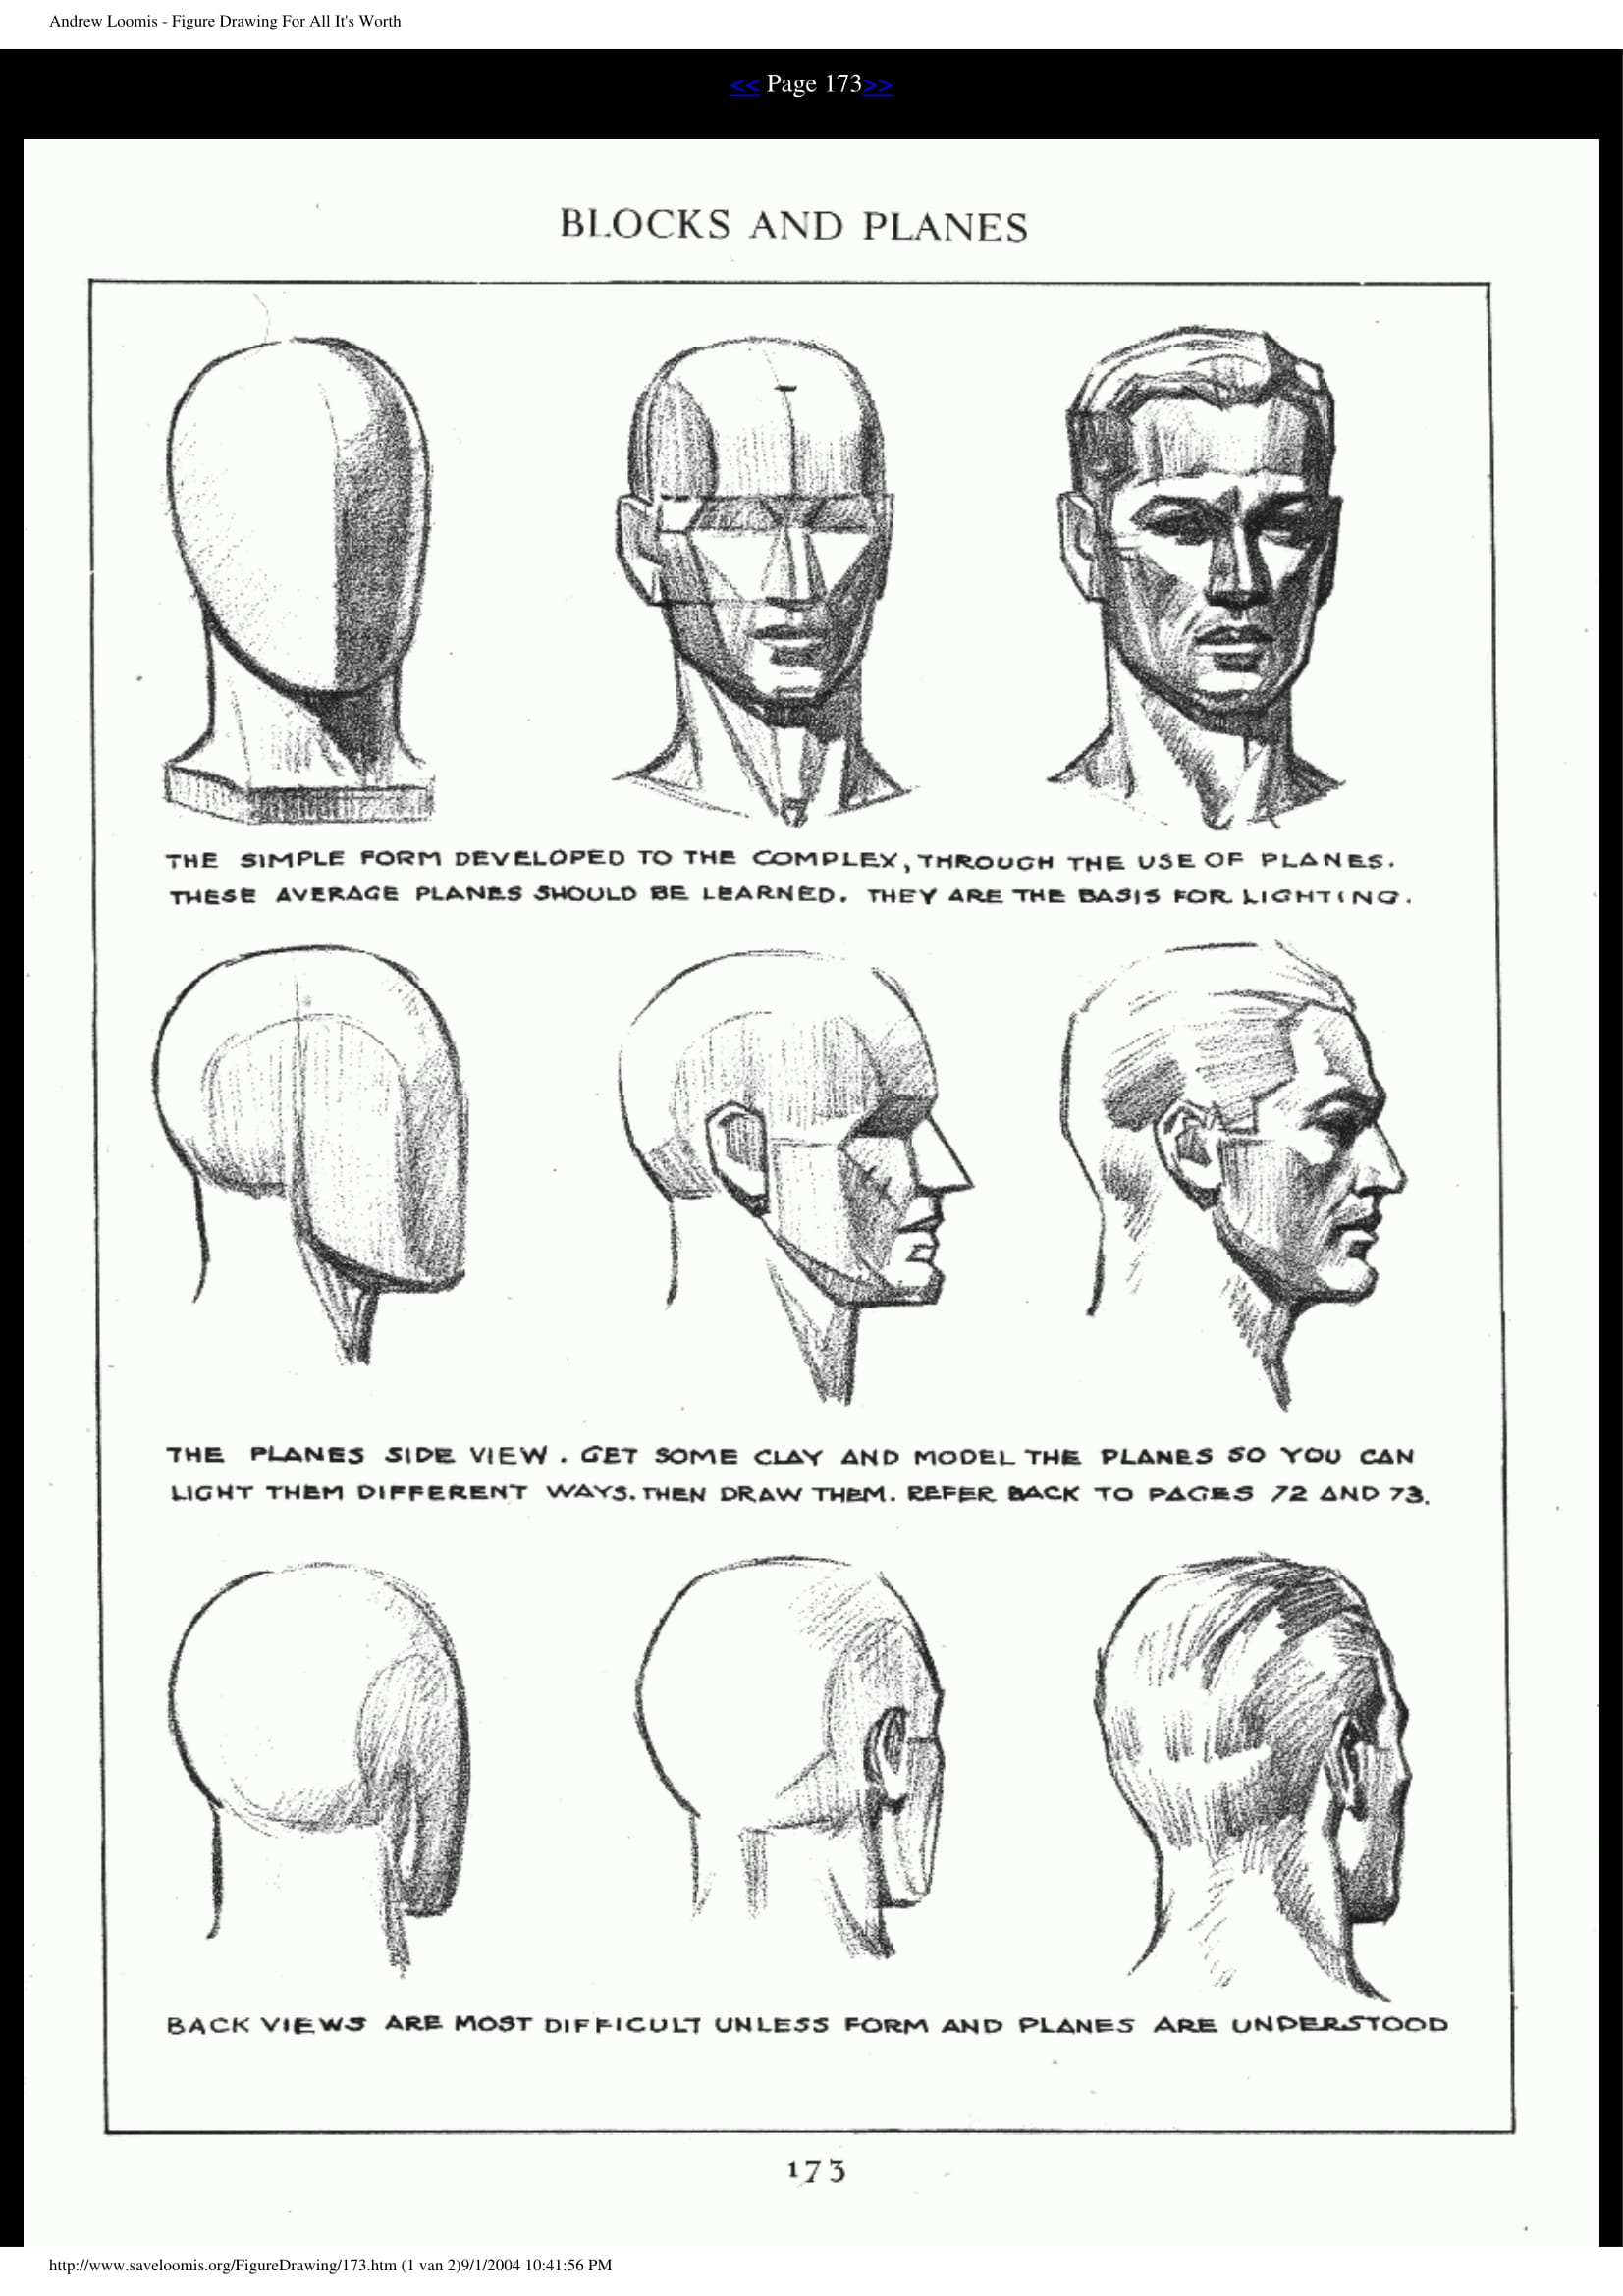 Andrew Loomis - Figure Drawing For All It's Worth
<< Page 173>>
BLOCKS AND PLANES
THE SIMPLE FORM DEVELOPED TO THE COMPLEX, THROUGH THE USE OF PLANES.
THESE AVERAGE PLANES SHOULD BE LEARNED. THEY ARE THE BASIS FOR LIGHTING.
THE PLANES SIDE VIEW. GET SOME CLAY AND MODEL THE PLANES SO YOU CAN
LIGHT THEM DIFFERENT WAYS. THEN DRAW THEM. REFER BACK TO PAGES 72 AND 73.
BACK VIEWS ARE MOST DIFFICULT UNLESS FORM AND PLANES ARE UNDERSTOOD
173
http://www.saveloomis.org/FigureDrawing/173.htm (1 van 2)9/1/2004 10:41:56 PM